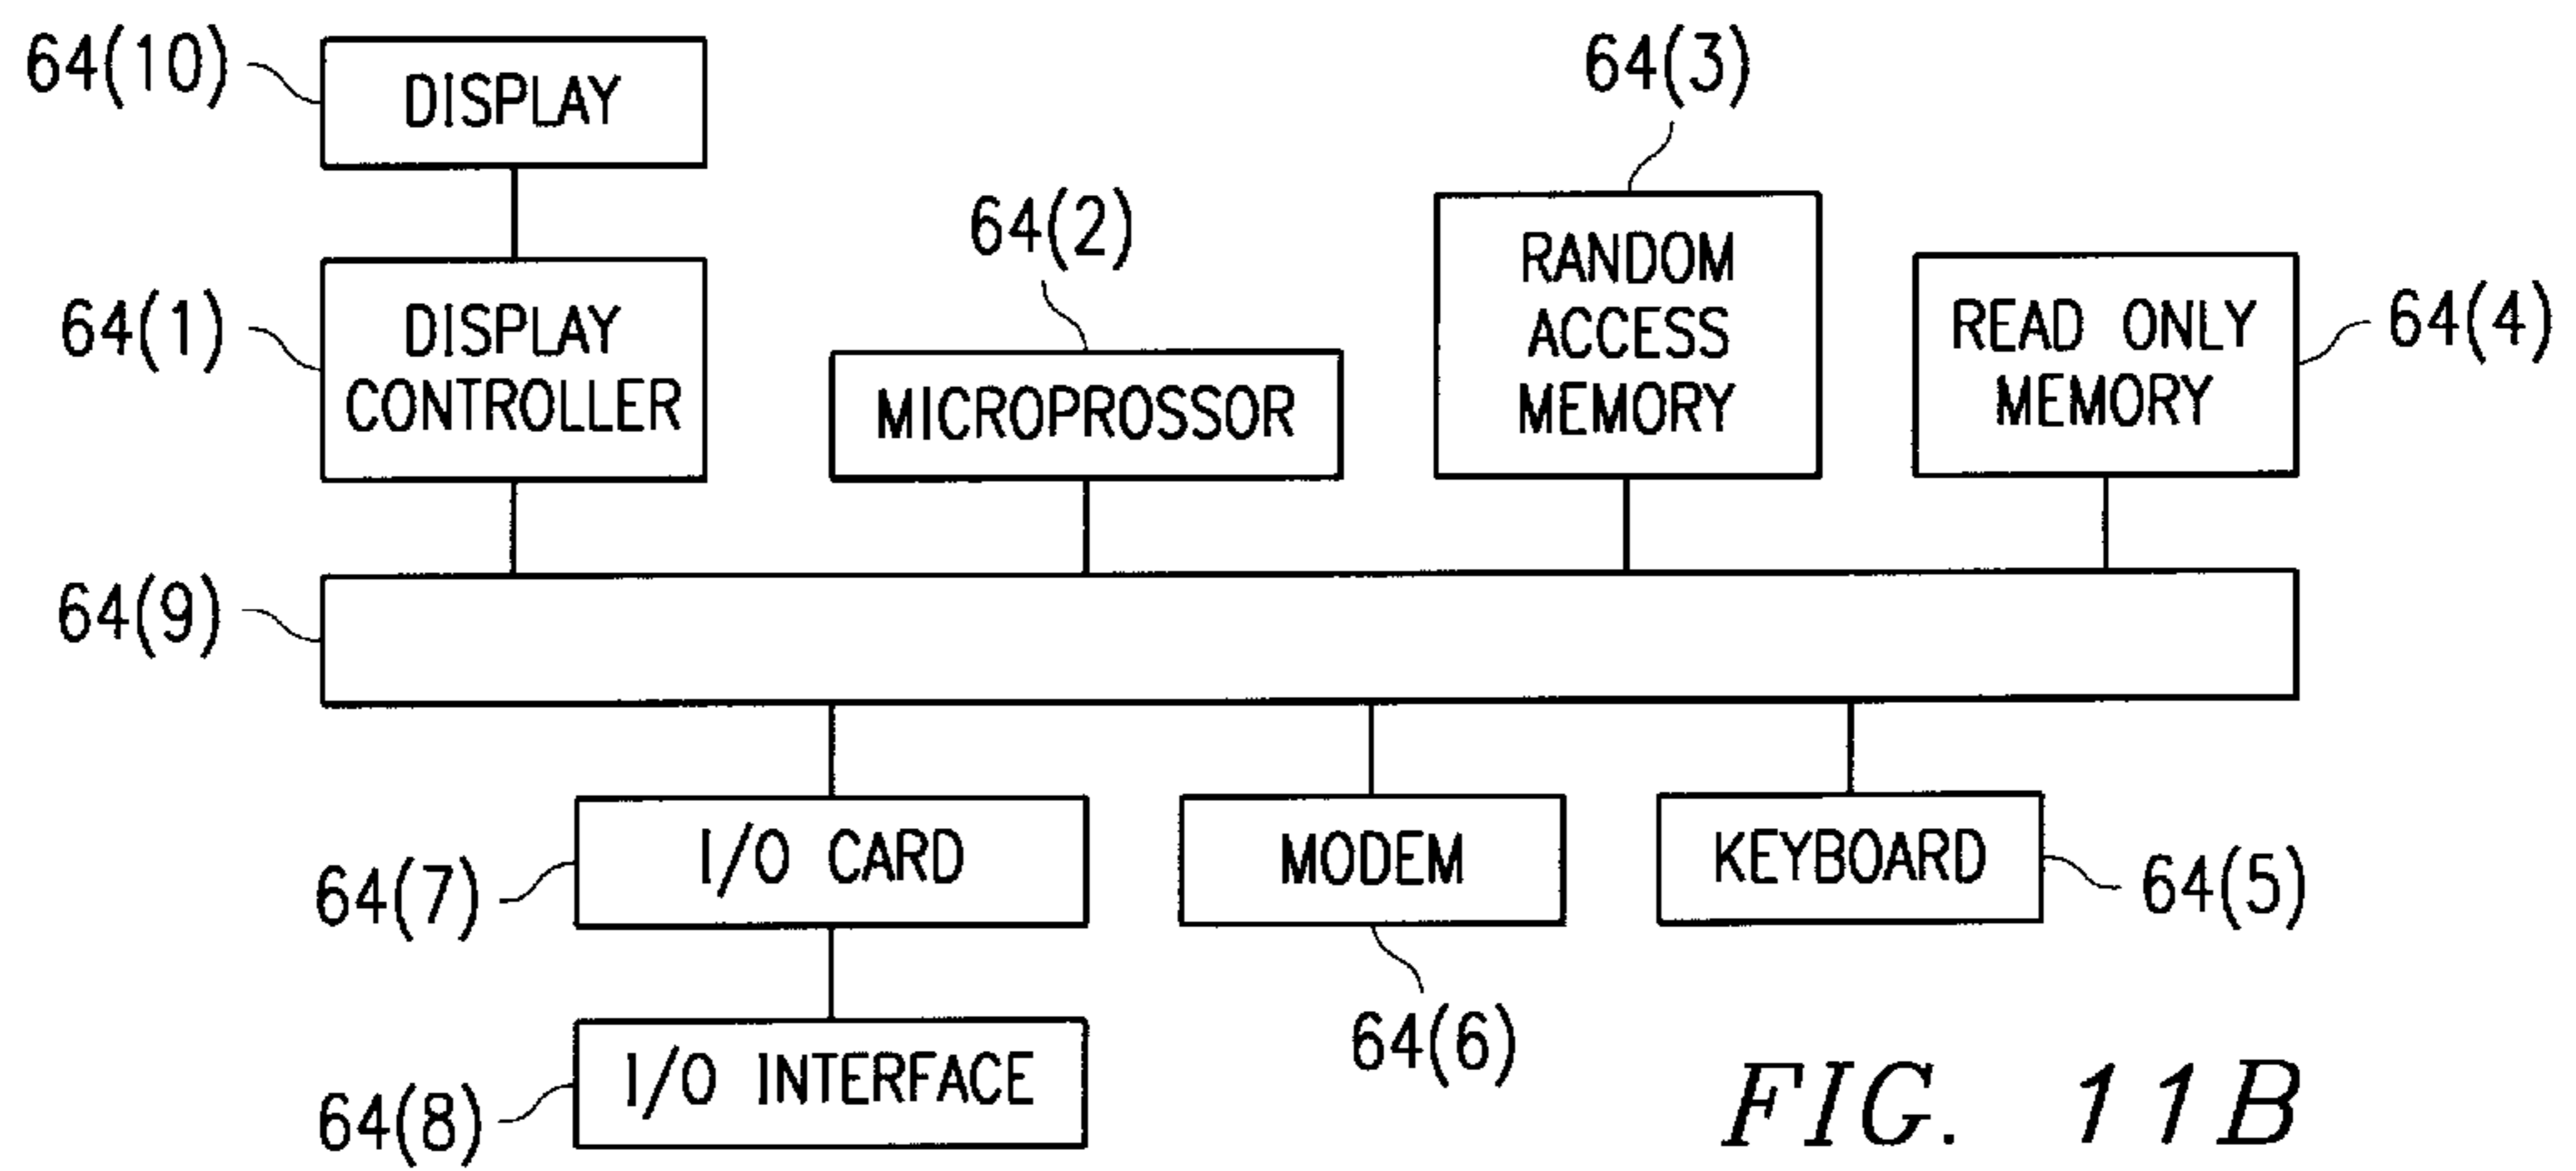 64(10)
DISPLAY
64(3)
64(2)
RANDOM
ACCESS
MEMORY
READ ONLY
MEMORY
64(4)
64(1)
DISPLAY
CONTROLLER
MICROPROSSOR
64(9)
I/O CARD
64(7)
MODEM
64(6)
KEYBOARD
64(5)
I/O INTERFACE
64(8)
FIG. 11B